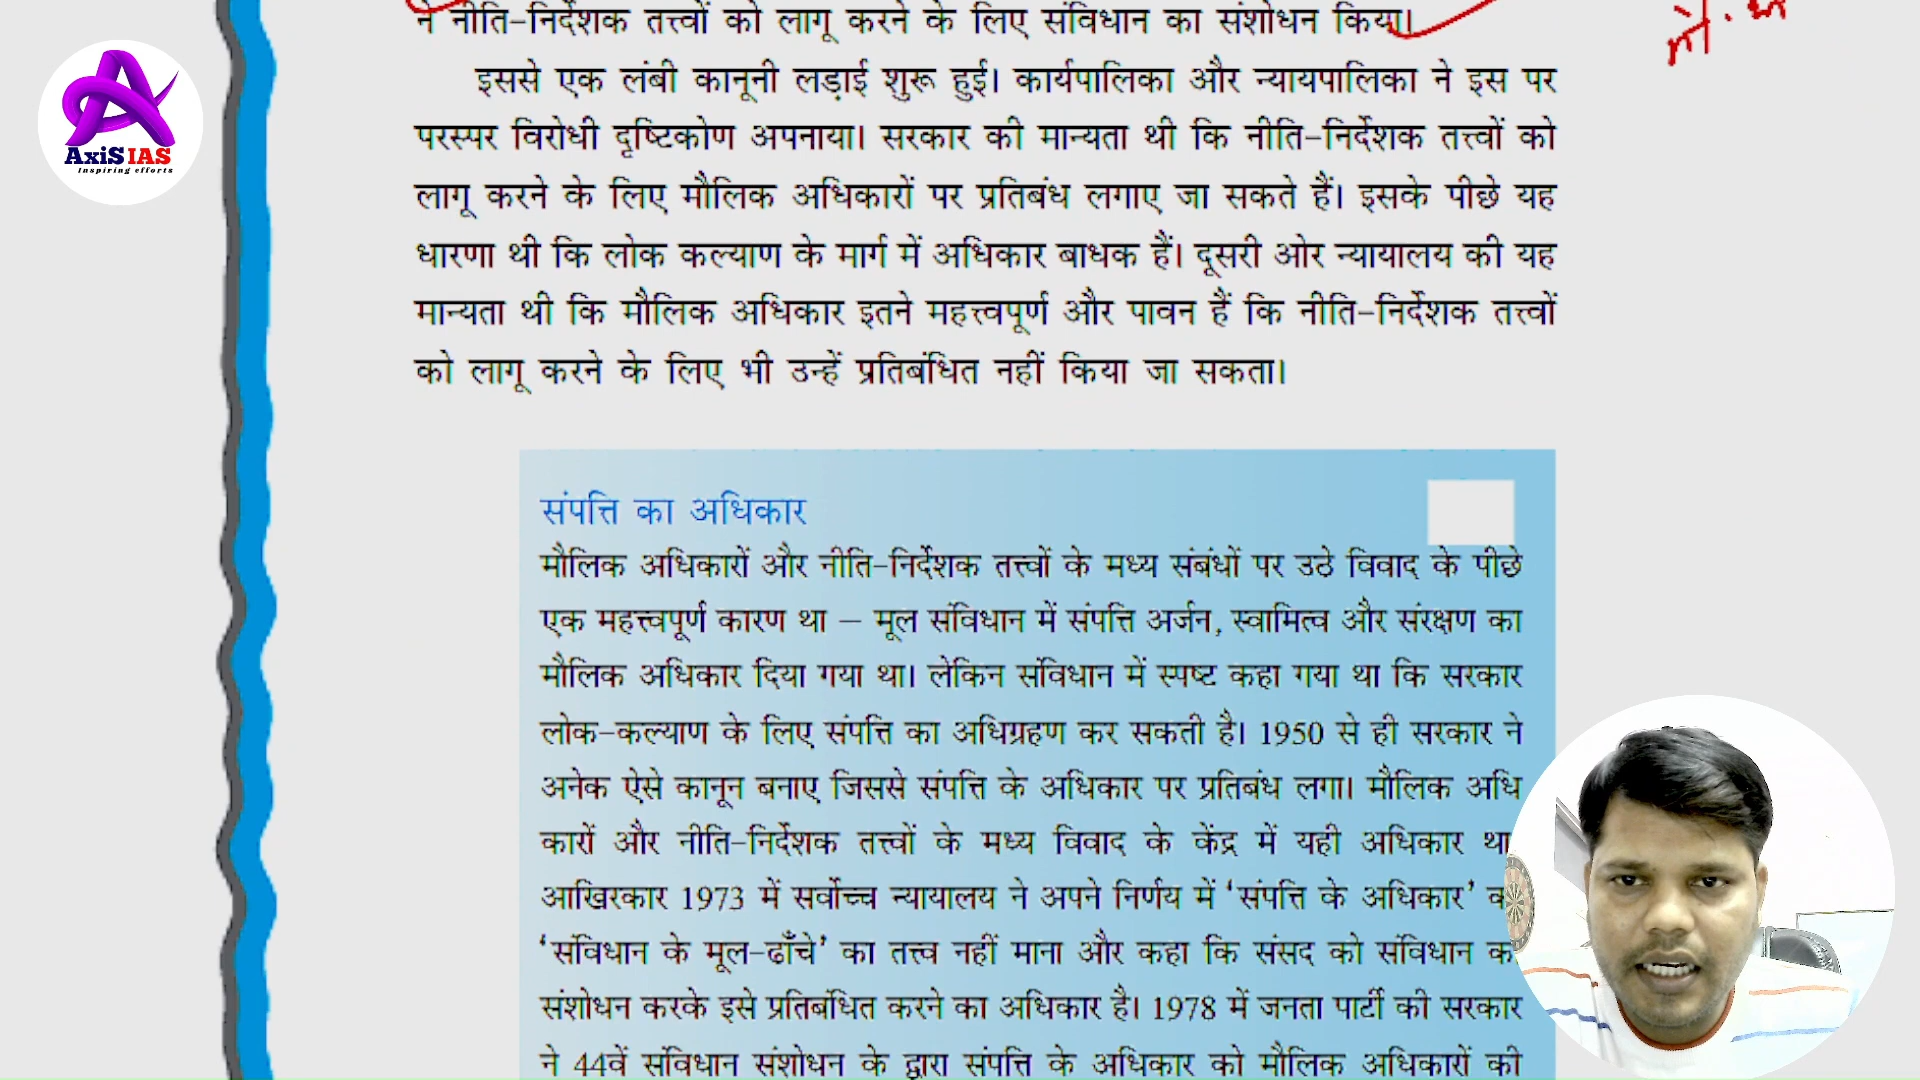 ने नीति-निर्देशक तत्त्वों को लागू करने के लिए संविधान का संशोधन किया।
इससे एक लंबी कानूनी लड़ाई शुरू हुई। कार्यपालिका और न्यायपालिका ने इस पर
परस्पर विरोधी दृष्टिकोण अपनाया। सरकार की मान्यता थी कि नीति-निर्देशक तत्त्वों को
लागू करने के लिए मौलिक अधिकारों पर प्रतिबंध लगाए जा सकते हैं। इसके पीछे यह
धारणा थी कि लोक कल्याण के मार्ग में अधिकार बाधक हैं। दूसरी ओर न्यायालय की यह
मान्यता थी कि मौलिक अधिकार इतने महत्त्वपूर्ण और पावन हैं कि नीति-निर्देशक तत्त्वों
को लागू करने के लिए भी उन्हें प्रतिबंधित नहीं किया जा सकता।
AxiS IAS
Inspiring efforts
संपत्ति का अधिकार
मौलिक अधिकारों और नीति-निर्देशक तत्त्वों के मध्य संबंधों पर उठे विवाद के पीछे
एक महत्त्वपूर्ण कारण था – मूल संविधान में संपत्ति अर्जन, स्वामित्व और संरक्षण का
मौलिक अधिकार दिया गया था। लेकिन संविधान में स्पष्ट कहा गया था कि सरकार
लोक-कल्याण के लिए संपत्ति का अधिग्रहण कर सकती है। 1950 से ही सरकार ने
अनेक ऐसे कानून बनाए जिससे संपत्ति के अधिकार पर प्रतिबंध लगा। मौलिक अधि
कारों और नीति-निर्देशक तत्त्वों के मध्य विवाद के केंद्र में यही अधिकार था
आखिरकार 1973 में सर्वोच्च न्यायालय ने अपने निर्णय में ‘संपत्ति के अधिकार’
‘संविधान के मूल-ढाँचे’ का तत्त्व नहीं माना और कहा कि संसद को संविधान
संशोधन करके इसे प्रतिबंधित करने का अधिकार है। 1978 में जनता पार्टी की सरकार
ने 44वें संविधान संशोधन के द्वारा संपत्ति के अधिकार को मौलिक अधिकारों की